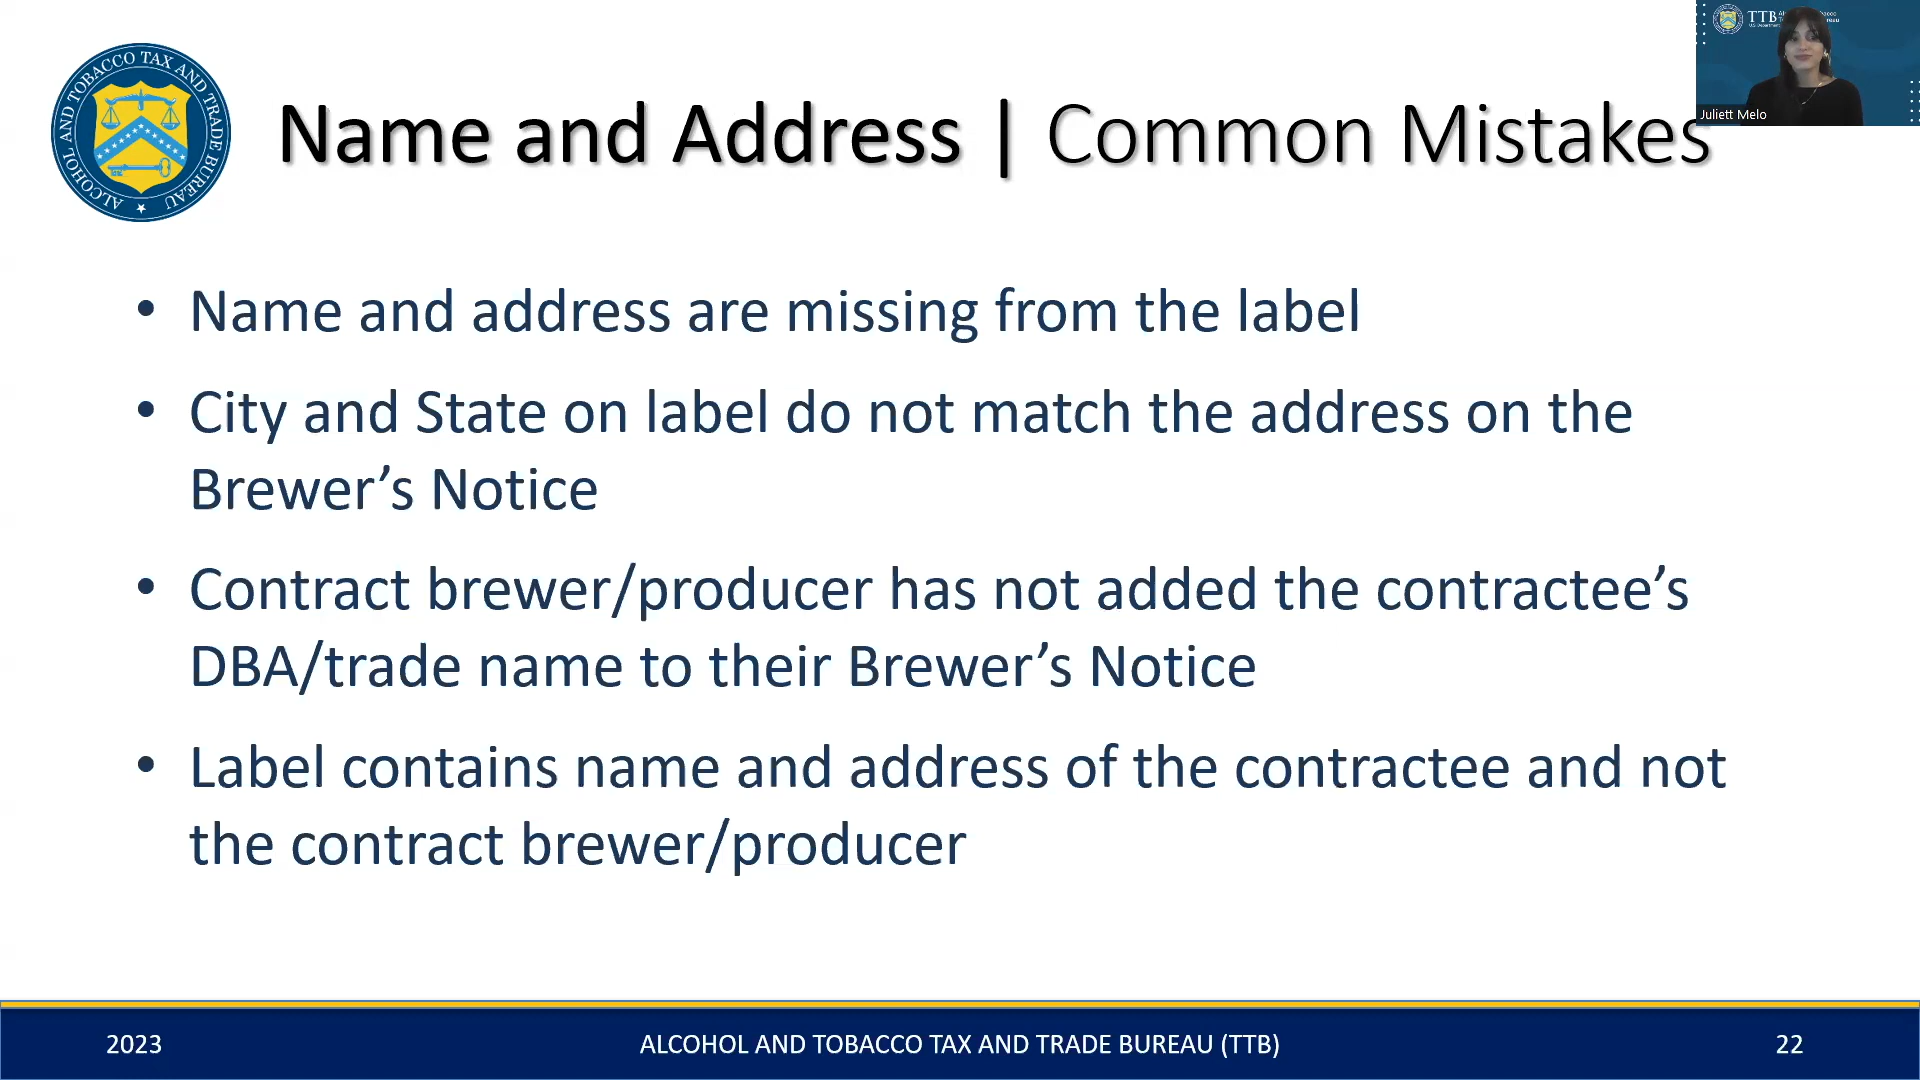 ALCOHOL AND TOBACCO TAX AND TRADE BUREAU
Name and Address | Common Mistakes
TTB
Juliett Melo
• Name and address are missing from the label
• City and State on label do not match the address on the
Brewer’s Notice
• Contract brewer/producer has not added the contractee’s
DBA/trade name to their Brewer’s Notice
• Label contains name and address of the contractee and not
the contract brewer/producer
2023
ALCOHOL AND TOBACCO TAX AND TRADE BUREAU (TTB)
22